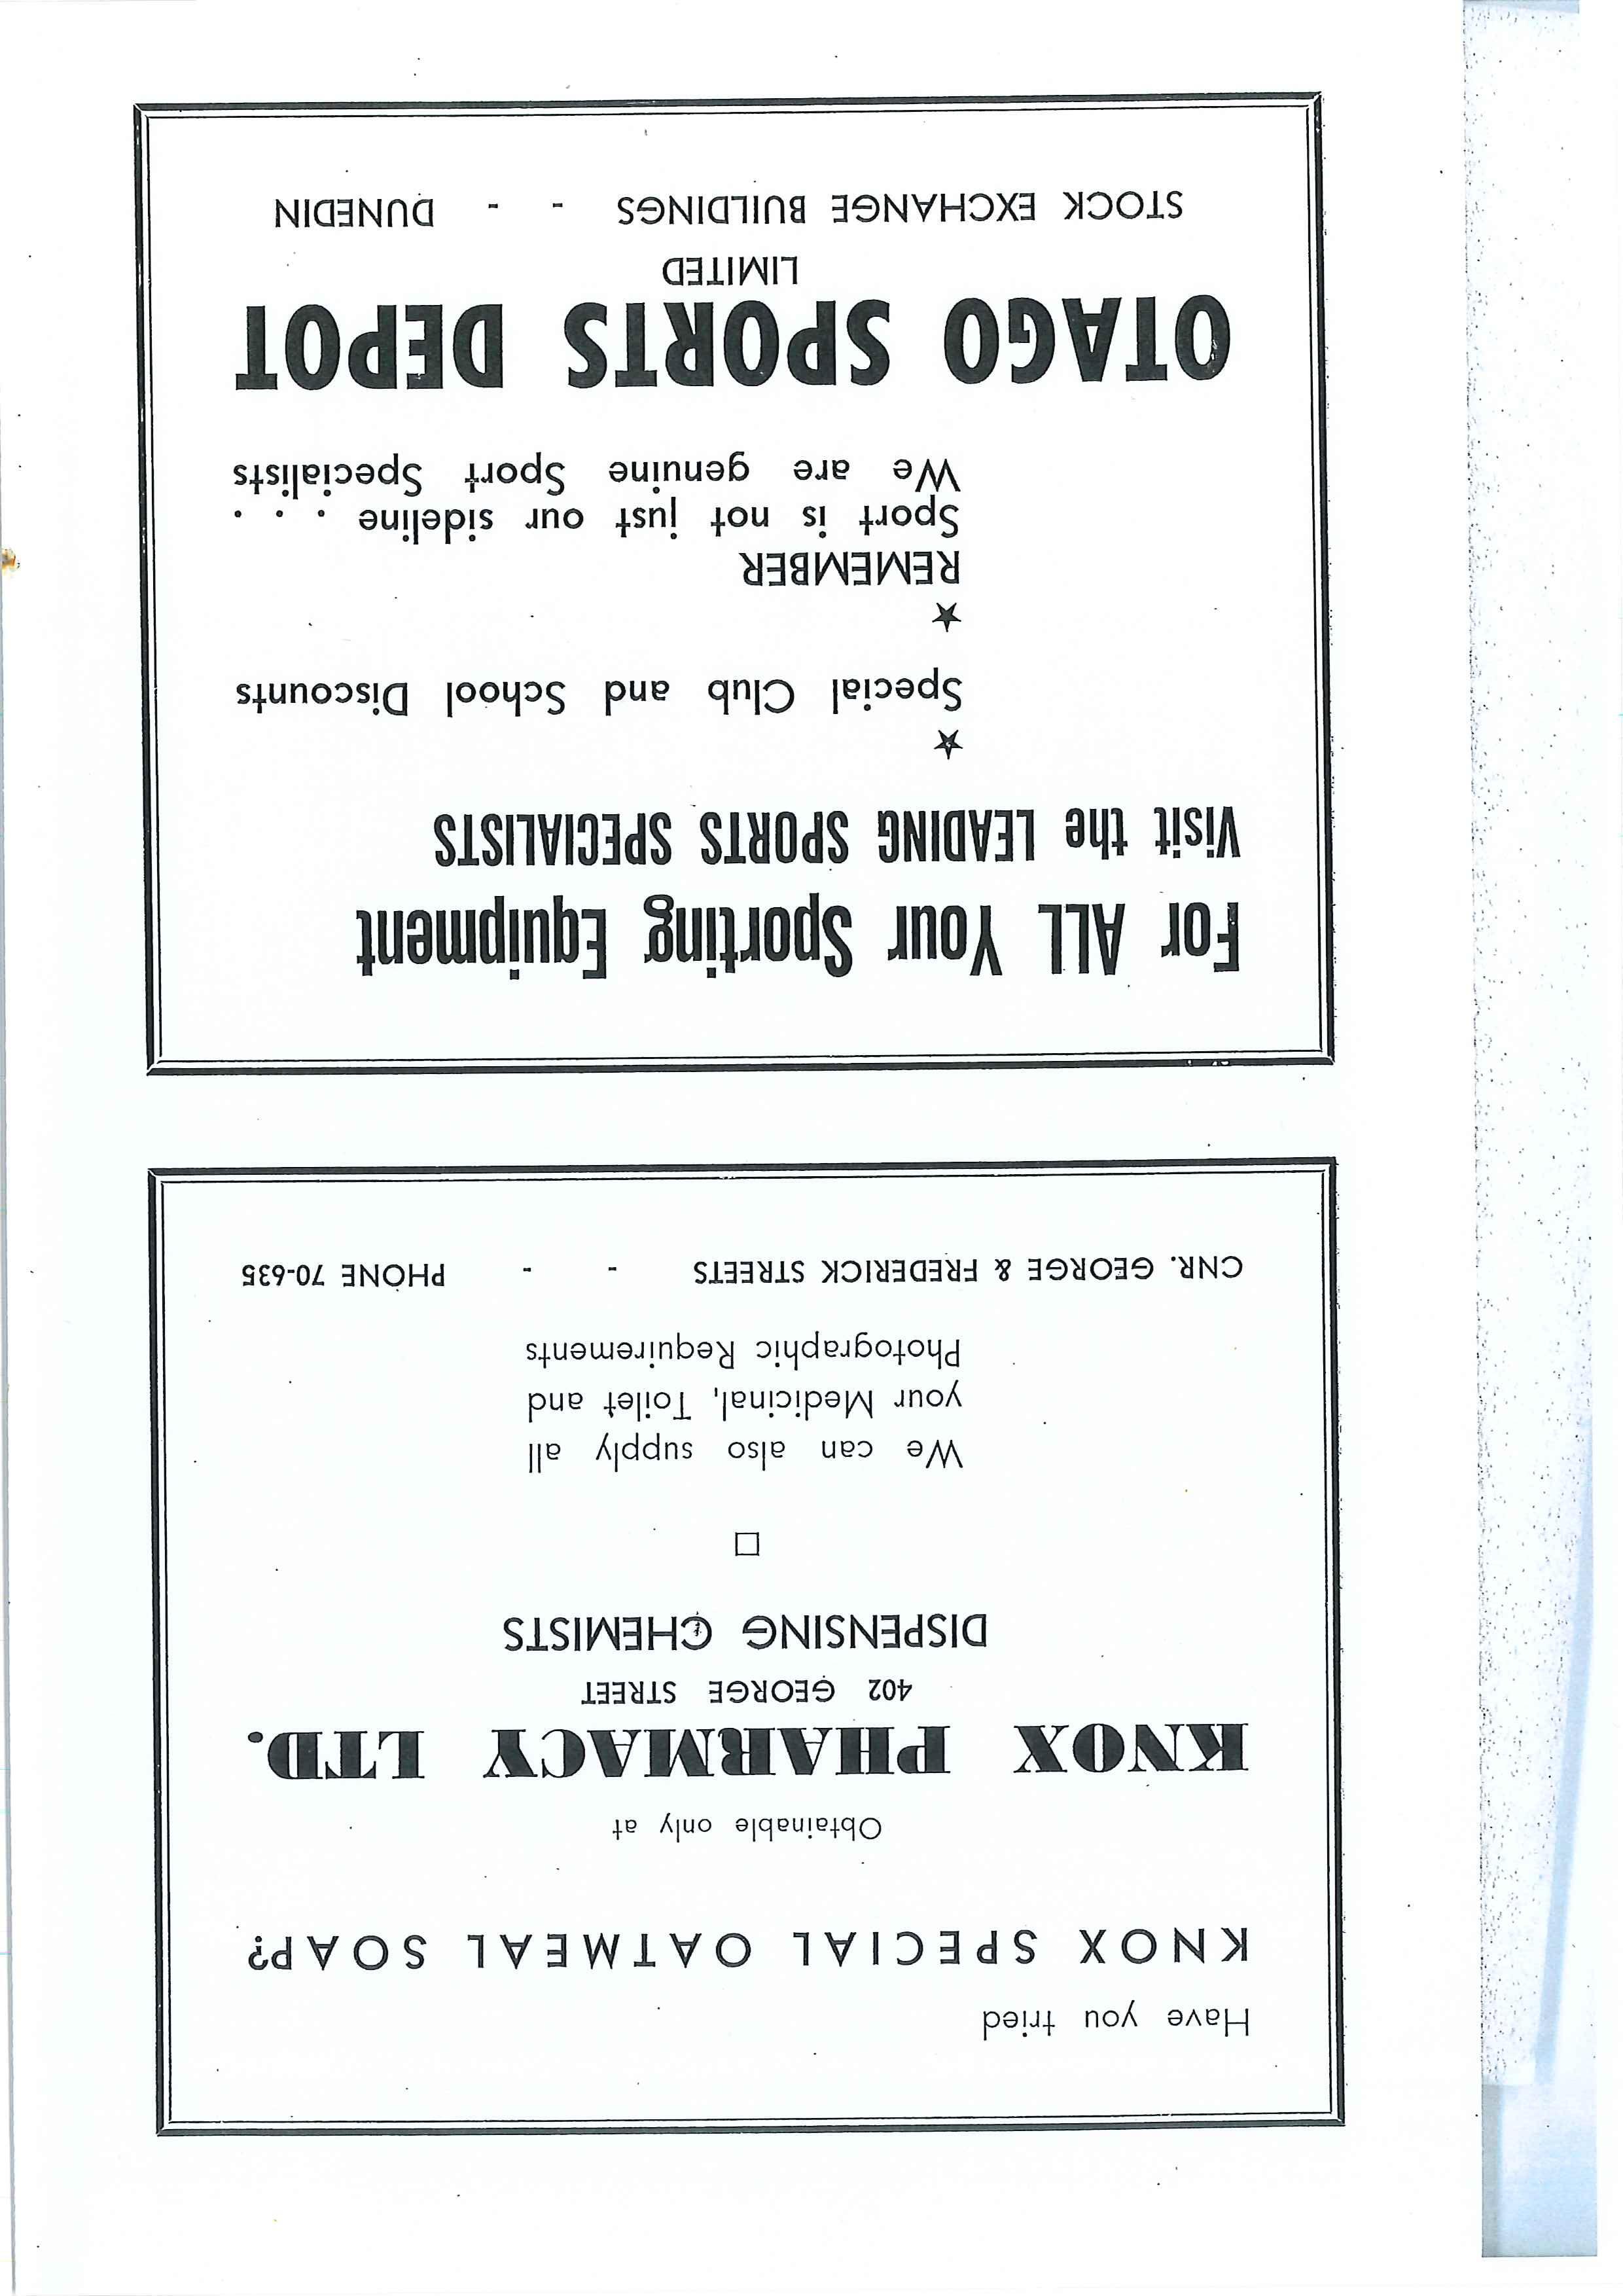 Have you tried
KNOX SPECIAL OATMEAL SOAP?
Obtainable only at
KNOX PHARMACY LTD.
402 GEORGE STREET
DISPENSING CHEMISTS
We can also supply all
your Medicinal, Toilet and
Photographic Requirements
CNR. GEORGE & FREDERICK STREETS - - PHONE 70-635
For ALL Your Sporting Equipment
Visit the LEADING SPORTS SPECIALISTS
★
Special Club and School Discounts
★
REMEMBER
Sport is not just our sideline . . .
We are genuine Sport Specialists
OTAGO SPORTS DEPOT
LIMITED
STOCK EXCHANGE BUILDINGS - - DUNEDIN